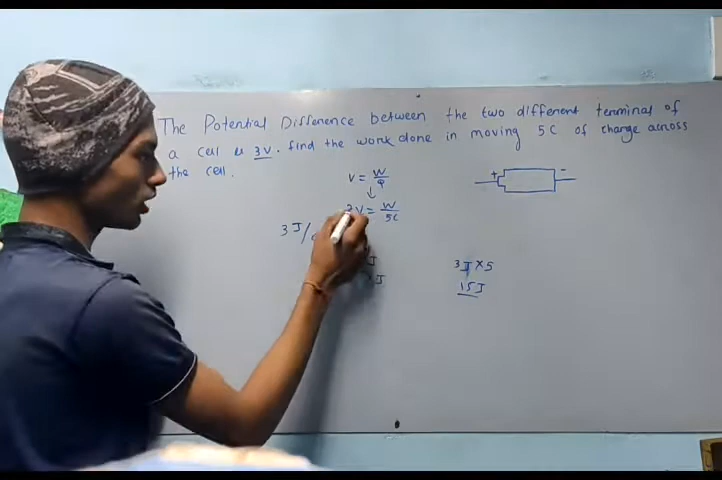 The Potential Difference between the two different terminal of
a cell is 3V. find the work done in moving 5C of charge across
the cell.
V = W/q
+ -
3V = W/5C
3J/
J
3J × 5
J
15J